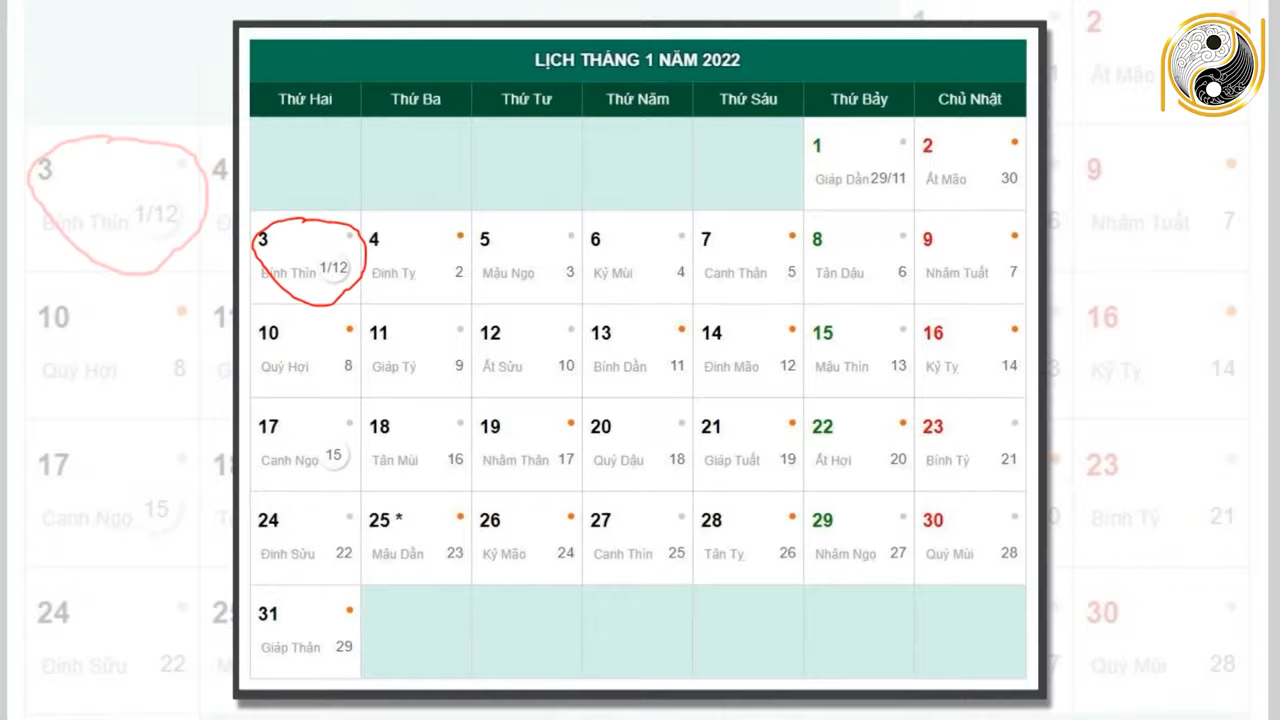 LỊCH THÁNG 1 NĂM 2022
Thứ Hai Thứ Ba Thứ Tư Thứ Năm Thứ Sáu Thứ Bảy Chủ Nhật
1 2
Giáp Dần 29/11 Ất Mão 30
3 4 5 6 7 8 9
Bính Thìn 1/12 Đinh Tỵ 2 Mậu Ngọ 3 Kỷ Mùi 4 Canh Thân 5 Tân Dậu 6 Nhâm Tuất 7
10 11 12 13 14 15 16
Quý Hợi 8 Giáp Tý 9 Ất Sửu 10 Bính Dần 11 Đinh Mão 12 Mậu Thìn 13 Kỷ Tỵ 14
17 18 19 20 21 22 23
Canh Ngọ 15 Tân Mùi 16 Nhâm Thân 17 Quý Dậu 18 Giáp Tuất 19 Ất Hợi 20 Bính Tý 21
24 25 * 26 27 28 29 30
Đinh Sửu 22 Mậu Dần 23 Kỷ Mão 24 Canh Thìn 25 Tân Tỵ 26 Nhâm Ngọ 27 Quý Mùi 28
31
Giáp Thân 29